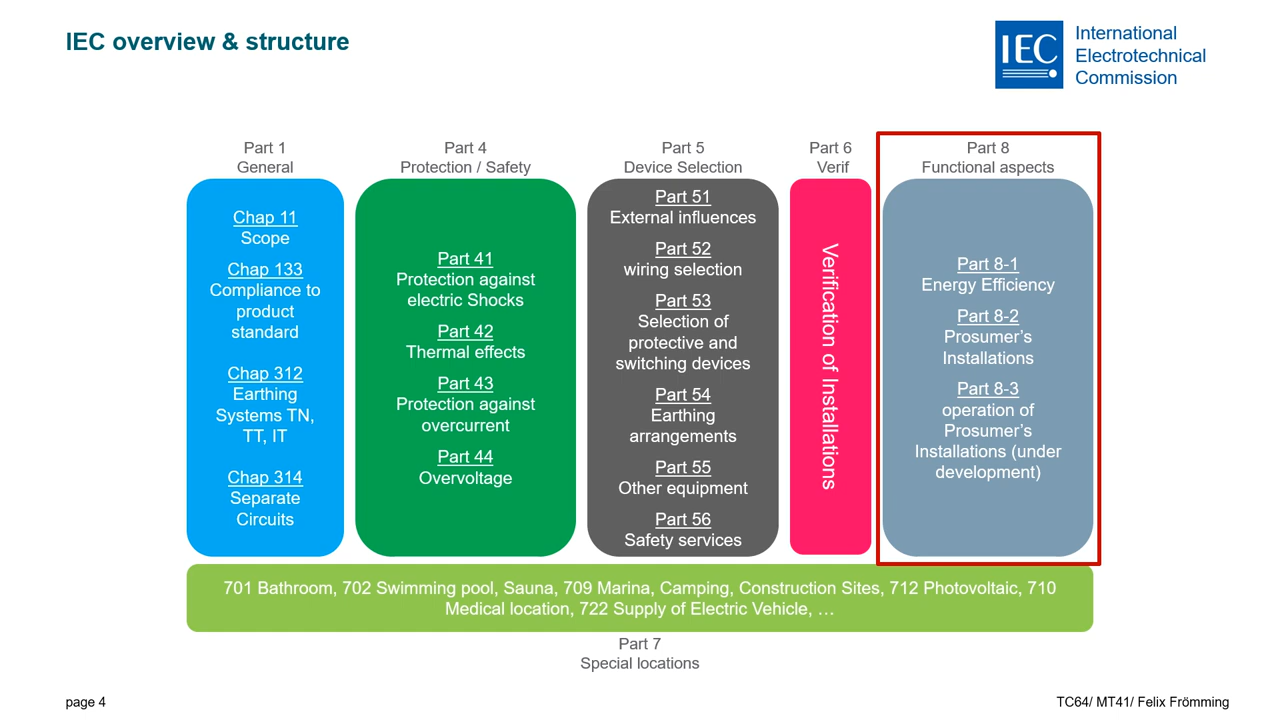 IEC overview & structure
IEC
International
Electrotechnical
Commission
Part 1
General
Chap 11
Scope
Chap 133
Compliance to
product
standard
Chap 312
Earthing
Systems TN,
TT, IT
Chap 314
Separate
Circuits
Part 4
Protection / Safety
Part 41
Protection against
electric Shocks
Part 42
Thermal effects
Part 43
Protection against
overcurrent
Part 44
Overvoltage
Part 5
Device Selection
Part 51
External influences
Part 52
wiring selection
Part 53
Selection of
protective and
switching devices
Part 54
Earthing
arrangements
Part 55
Other equipment
Part 56
Safety services
Part 6
Verif
Verification of Installations
Part 8
Functional aspects
Part 8-1
Energy Efficiency
Part 8-2
Prosumer’s
Installations
Part 8-3
operation of
Prosumer’s
Installations (under
development)
701 Bathroom, 702 Swimming pool, Sauna, 709 Marina, Camping, Construction Sites, 712 Photovoltaic, 710
Medical location, 722 Supply of Electric Vehicle, …
Part 7
Special locations
page 4
TC64/ MT41/ Felix Frömming